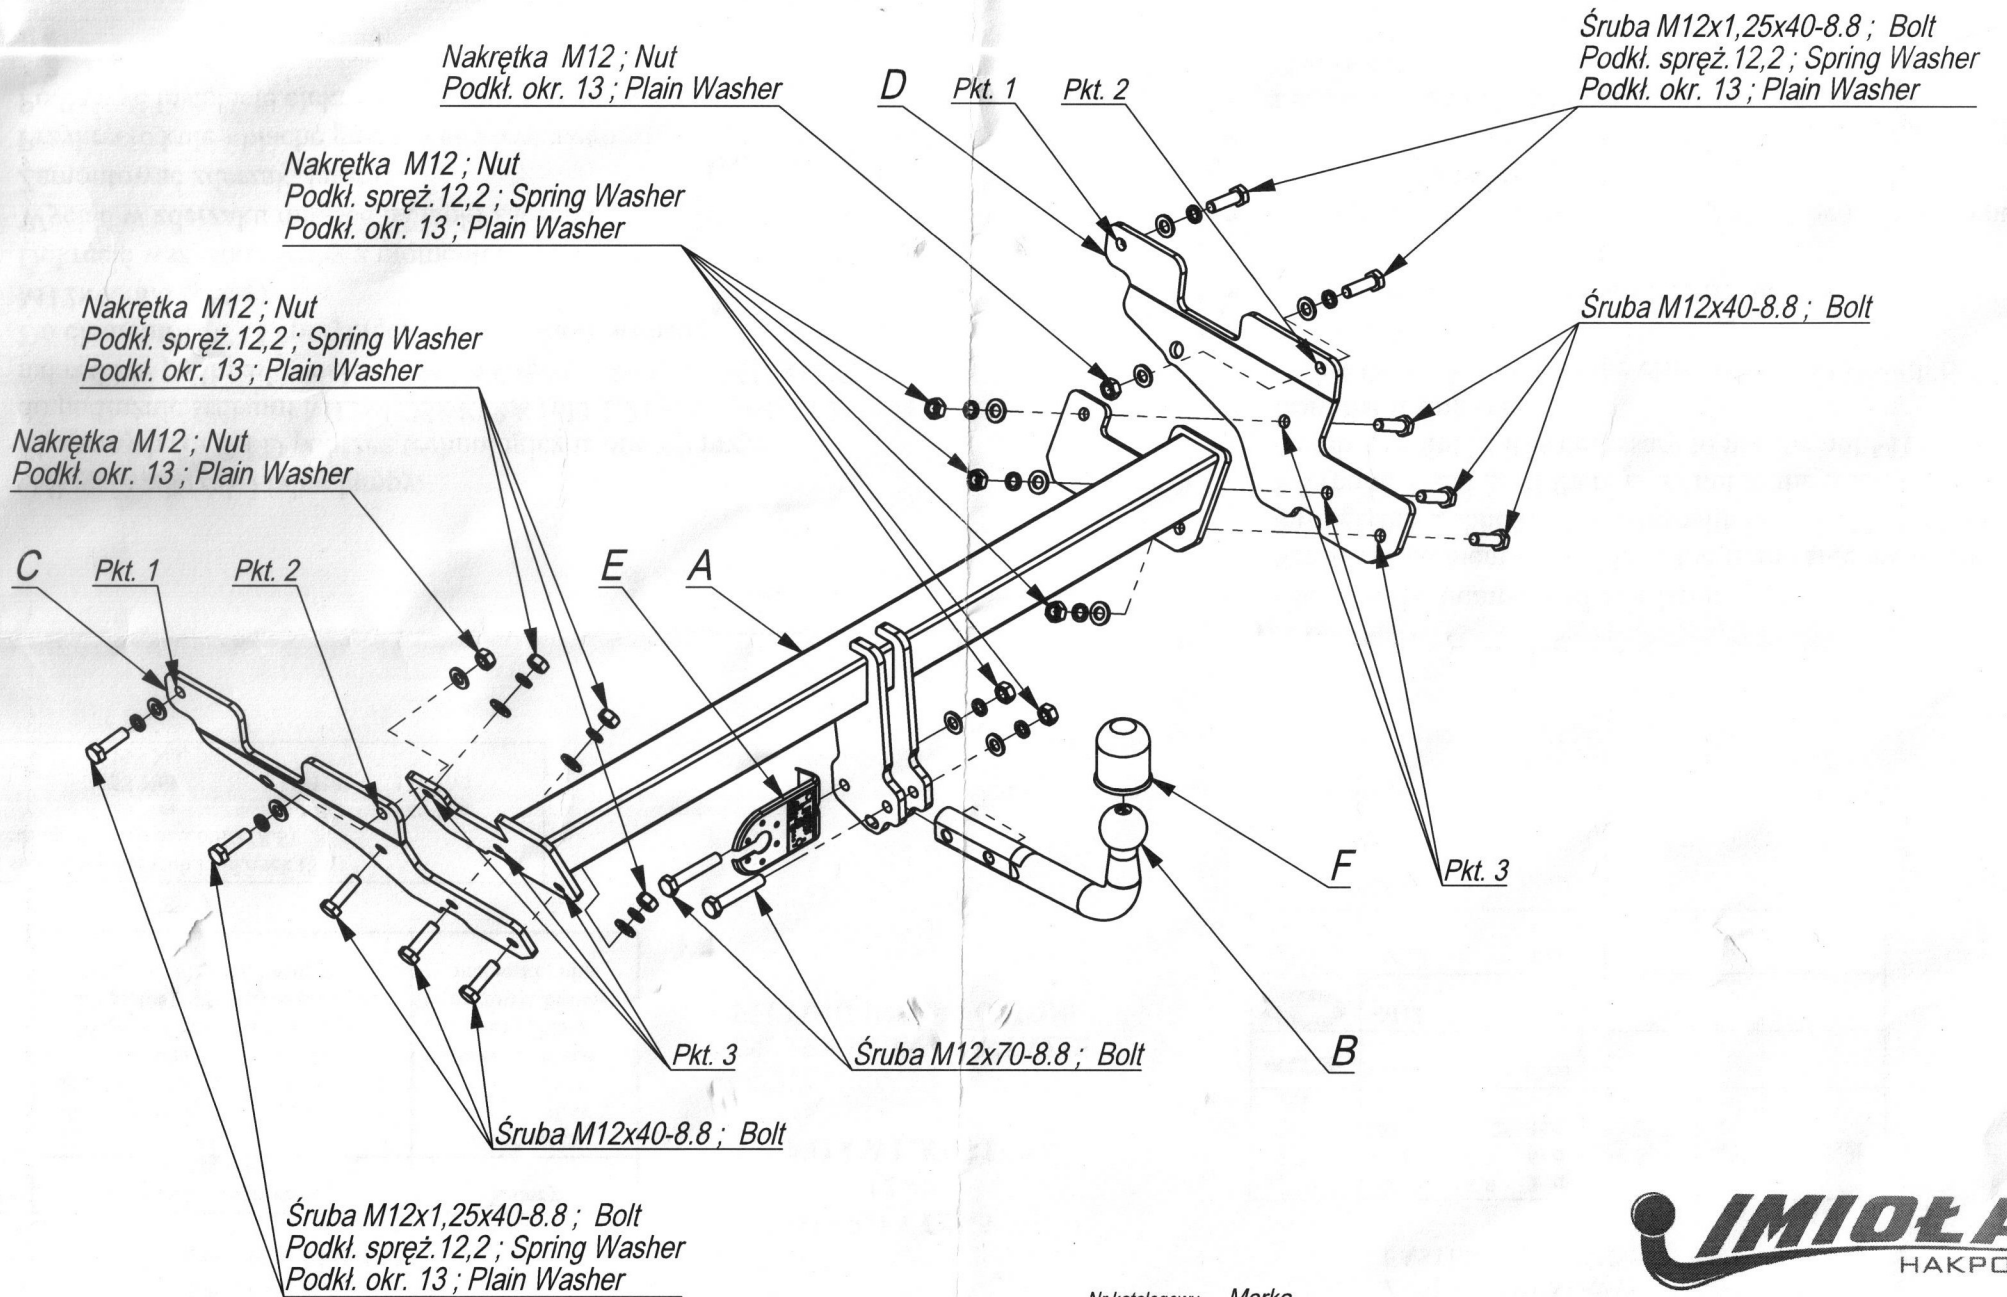 Nakrętka M12 ; Nut
Podkł. okr. 13 ; Plain Washer
D
Pkt. 1
Pkt. 2
Śruba M12x1,25x40-8.8 ; Bolt
Podkł. spręż.12,2 ; Spring Washer
Podkł. okr. 13 ; Plain Washer
Nakrętka M12 ; Nut
Podkł. spręż.12,2 ; Spring Washer
Podkł. okr. 13 ; Plain Washer
Nakrętka M12 ; Nut
Podkł. spręż.12,2 ; Spring Washer
Podkł. okr. 13 ; Plain Washer
Śruba M12x40-8.8 ; Bolt
Nakrętka M12 ; Nut
Podkł. okr. 13 ; Plain Washer
C
Pkt. 1
Pkt. 2
E
A
F
Pkt. 3
Pkt. 3
Śruba M12x70-8.8 ; Bolt
B
Śruba M12x40-8.8 ; Bolt
Śruba M12x1,25x40-8.8 ; Bolt
Podkł. spręż.12,2 ; Spring Washer
Podkł. okr. 13 ; Plain Washer
IMIOŁA
HAKPO
Marka